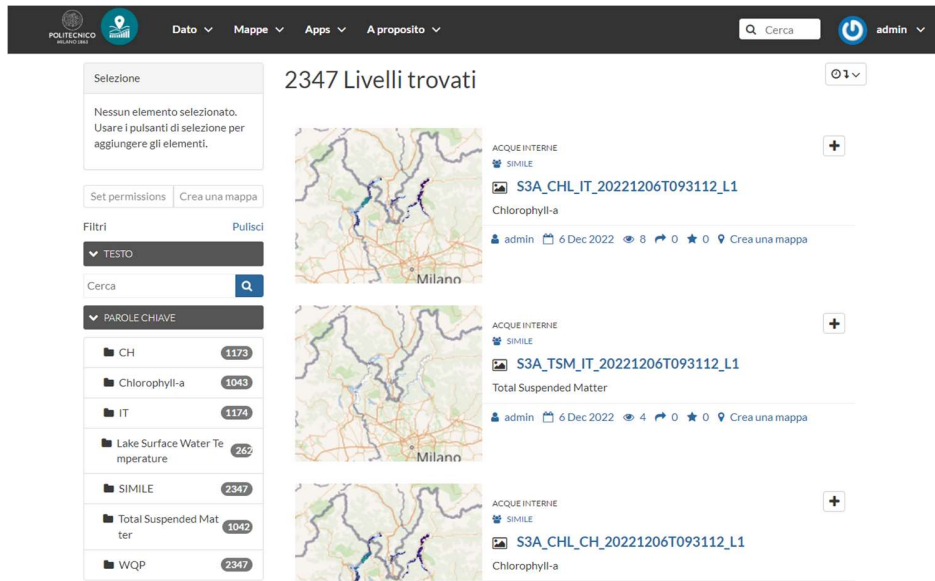 POLITECNICO
MILANO 1863
Dato
Mappe
Apps
A proposito
Cerca
admin
Selezione
Nessun elemento selezionato.
Usare i pulsanti di selezione per
aggiungere gli elementi.
Set permissions
Crea una mappa
Filtri
Pulisci
TESTO
Cerca
PAROLE CHIAVE
CH 1173
Chlorophyll-a 1043
IT 1174
Lake Surface Water Te
mperature 262
SIMILE 2347
Total Suspended Mat
ter 1042
WQP 2347
2347 Livelli trovati
Milano
ACQUE INTERNE
SIMILE
S3A_CHL_IT_20221206T093112_L1
Chlorophyll-a
admin 6 Dec 2022 8 0 0 Crea una mappa
Milano
ACQUE INTERNE
SIMILE
S3A_TSM_IT_20221206T093112_L1
Total Suspended Matter
admin 6 Dec 2022 4 0 0 Crea una mappa
ACQUE INTERNE
SIMILE
S3A_CHL_CH_20221206T093112_L1
Chlorophyll-a